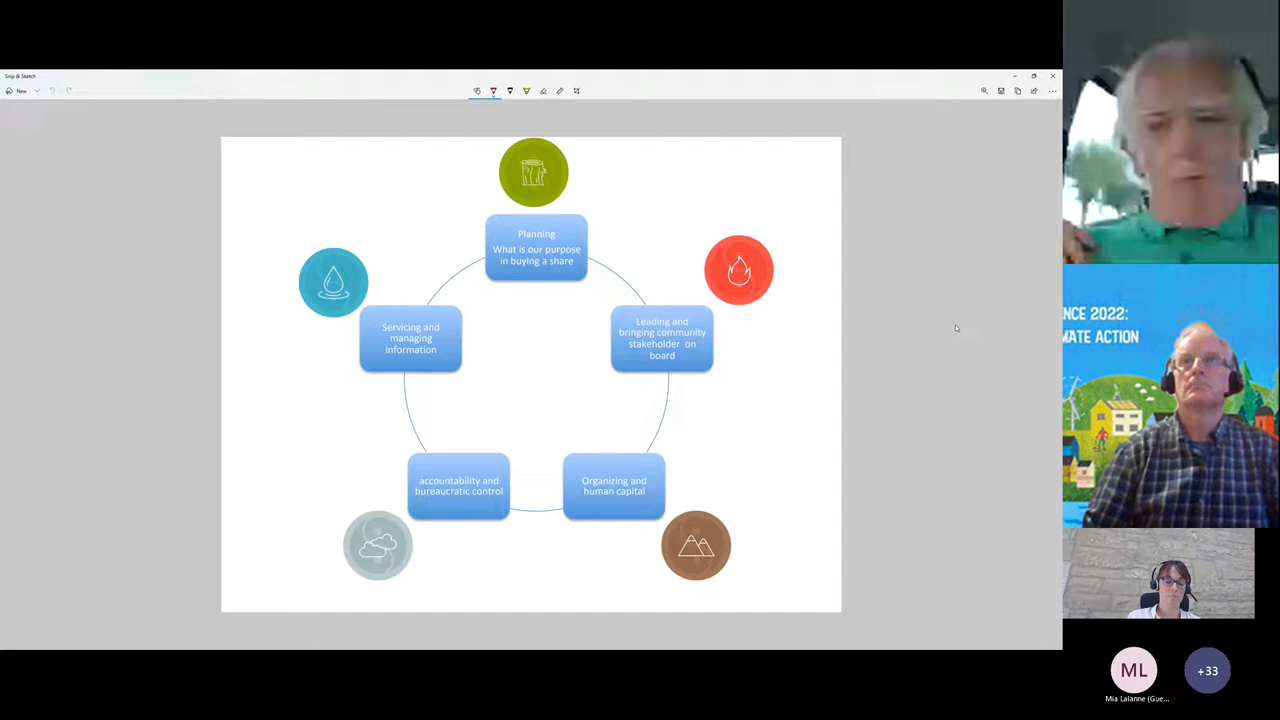 Snip & Sketch
New
Planning
What is our purpose
in buying a share
Servicing and
managing
information
Leading and
bringing community
stakeholder on
board
accountability and
bureaucratic control
Organizing and
human capital
NCE 2022:
MATE ACTION
ML
Mia Lalanne (Gue...
+33